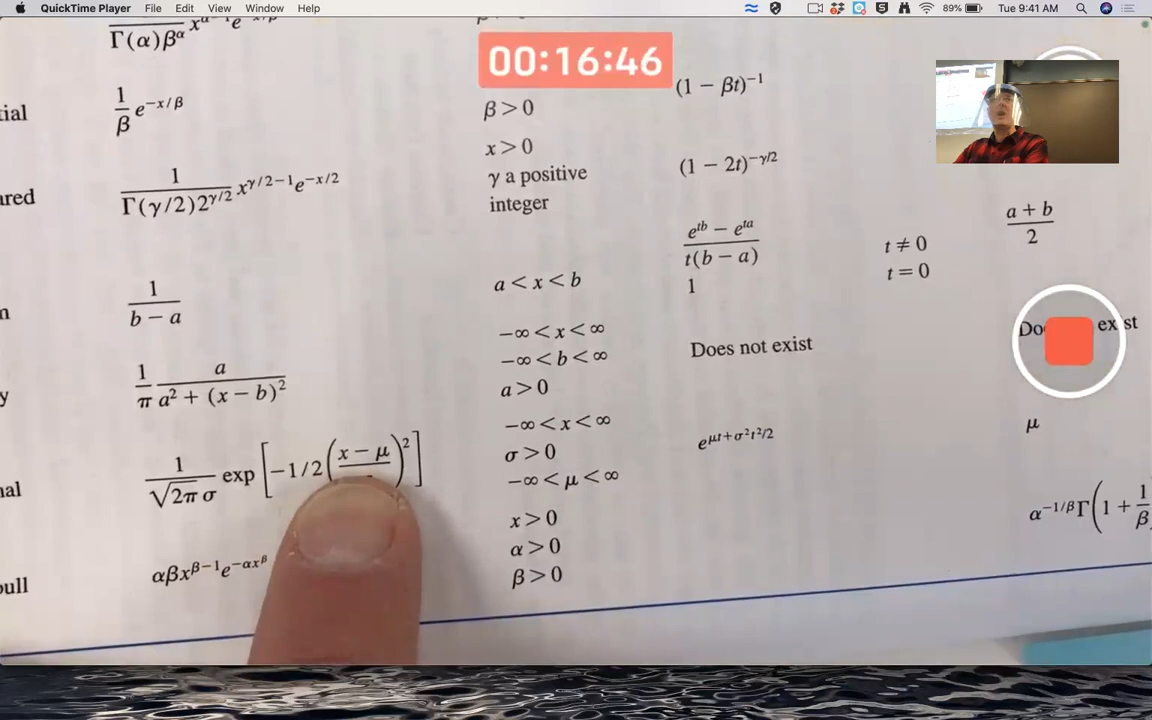 QuickTime Player File Edit View Window Help 89% Tue 9:41 AM
00:16:46
Γ(α)β^α
(1 − βt)^−1
tial 1/β e^−x/β β > 0
x > 0
(1 − 2t)^−γ/2
ared 1/(Γ(γ/2)2^γ/2) x^γ/2−1 e^−x/2 γ a positive
integer
(e^tb − e^ta)/(t(b − a)) t ≠ 0 (a + b)/2
1 t = 0
n 1/(b − a) a < x < b
−∞ < x < ∞
Does not exist
−∞ < b < ∞
y 1/π a/(a² + (x − b)²) a > 0
−∞ < x < ∞
e^μt+σ²t²/2 μ
nal 1/(√2π σ) exp[−1/2(x − μ)²] σ > 0
−∞ < μ < ∞
x > 0 α^−1/β Γ(1 + 1/β
α > 0
bull αβx^β−1 e^−αx^β β > 0